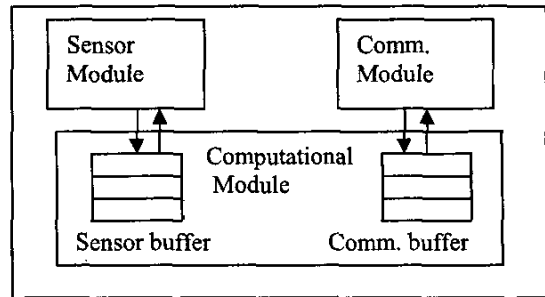 Sensor
Module
Comm.
Module
Computational
Module
Sensor buffer
Comm. buffer